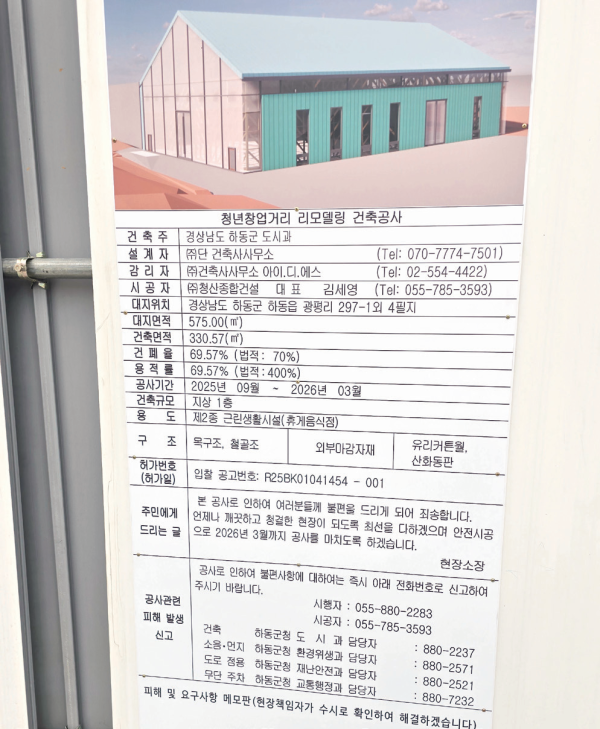 청년창업거리 리모델링 건축공사
건 축 주 경상남도 하동군 도시과
설 계 자 ㈜단 건축사사무소 (Tel: 070-7774-7501)
감 리 자 ㈜건축사사무소 아이.디.에스 (Tel: 02-554-4422)
시 공 자 ㈜청산종합건설 대 표 김세영 (Tel: 055-785-3593)
대지위치 경상남도 하동군 하동읍 광평리 297-1외 4필지
대지면적 575.00(㎡)
건축면적 330.57(㎡)
건 폐 율 69.57% (법적: 70%)
용 적 률 69.57% (법적:400%)
공사기간 2025년 09월 ~ 2026년 03월
건축규모 지상 1층
용 도 제2종 근린생활시설(휴게음식점)
구 조 목구조, 철골조 외부마감자재 유리커튼월,
산화동판
허가번호
(허가일) 입찰 공고번호: R25BK01041454 - 001
주민에게
드리는 글
본 공사로 인하여 여러분들께 불편을 드리게 되어 죄송합니다.
언제나 깨끗하고 청결한 현장이 되도록 최선을 다하겠으며 안전시공
으로 2026년 3월까지 공사를 마치도록 하겠습니다.
현장소장
공사관련
피해 발생
신고
공사로 인하여 불편사항에 대하여는 즉시 아래 전화번호로 신고하여
주시기 바랍니다.
시행자 : 055-880-2283
시공자 : 055-785-3593
건축 하동군청 도 시 과 담당자 : 880-2237
소음·먼지 하동군청 환경위생과 담당자 : 880-2571
도로 점용 하동군청 재난안전과 담당자 : 880-2521
무단 주차 하동군청 교통행정과 담당자 : 880-7232
피해 및 요구사항 메모판(현장책임자가 수시로 확인하여 해결하겠습니다)